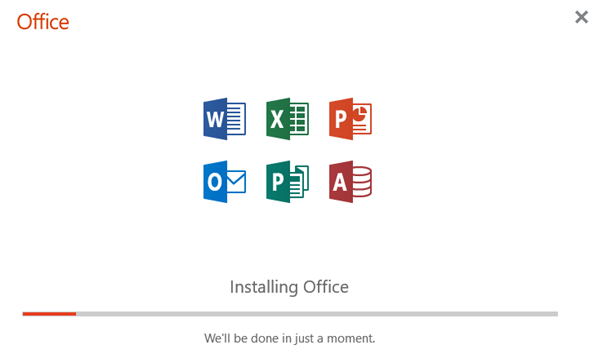 Office
W X P
O P A
Installing Office
We'll be done in just a moment.